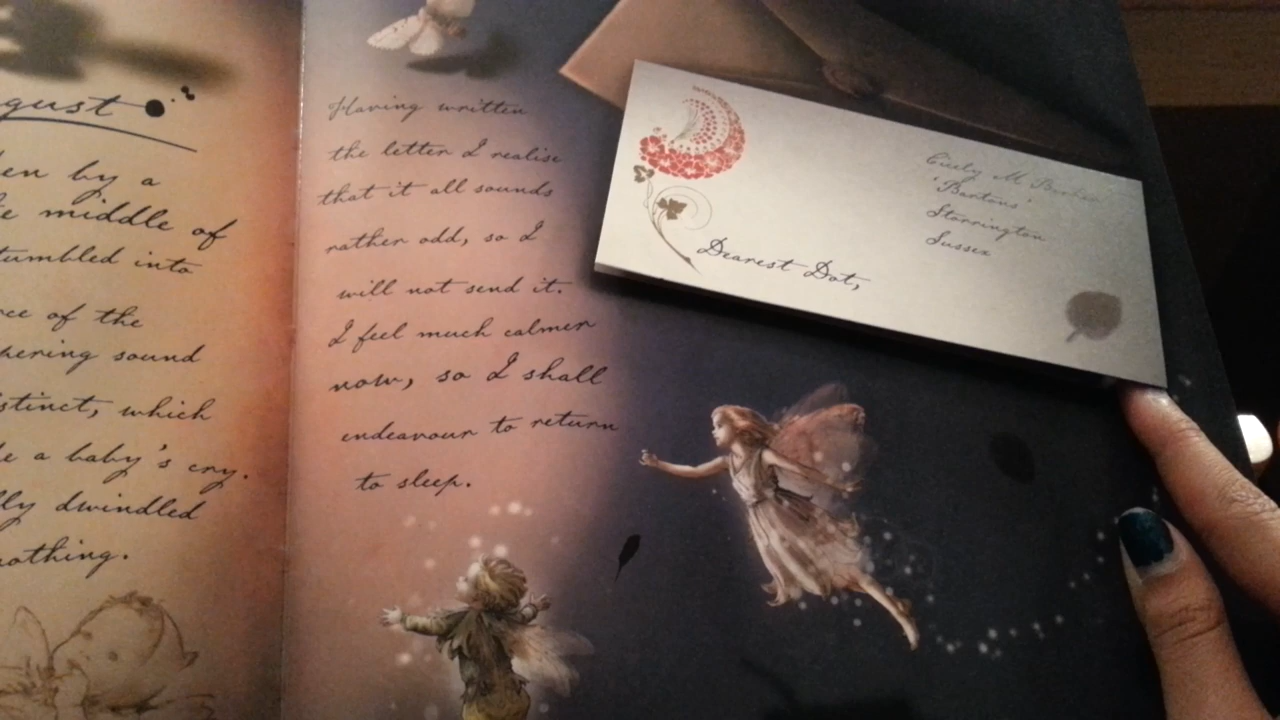 gust
en by a
e middle of
tumbled into
ce of the
pering sound
stinct, which
e a baby's cry.
lly dwindled
othing.
Having written
the letter I realise
that it all sounds
rather odd, so I
will not send it.
I feel much calmer
now, so I shall
endeavour to return
to sleep.
Cicely M Barker
'Bartons'
Storrington
Sussex
Dearest Dot,